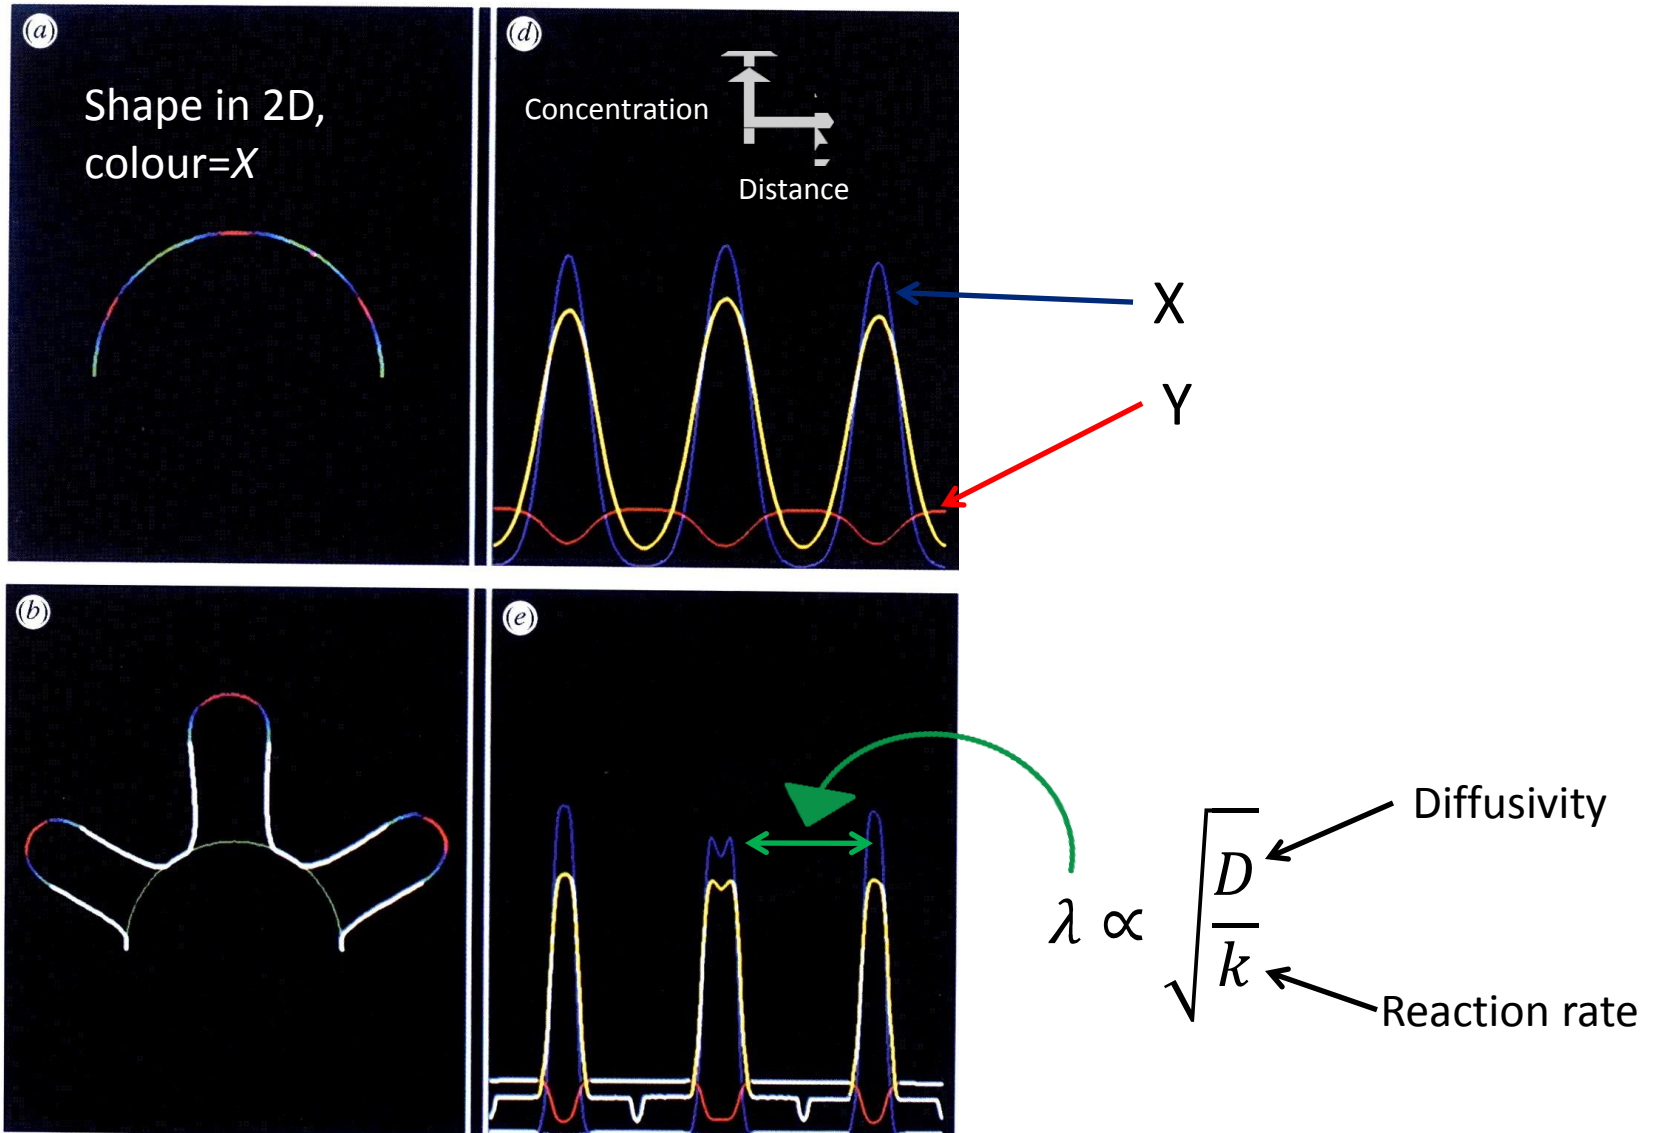 (a)
Shape in 2D,
colour=X
(d)
Concentration
Distance
X
Y
(b)
(e)
λ ∝ √(D/k)
Diffusivity
Reaction rate